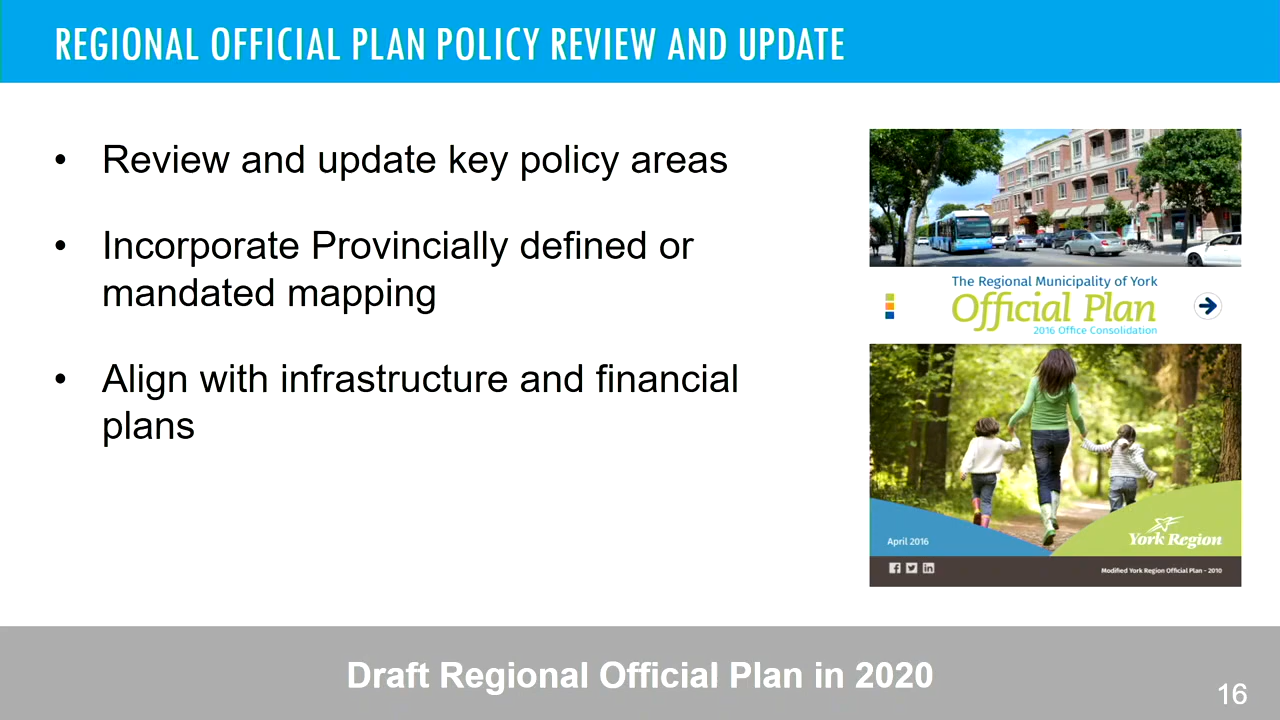 REGIONAL OFFICIAL PLAN POLICY REVIEW AND UPDATE
• Review and update key policy areas
• Incorporate Provincially defined or
mandated mapping
• Align with infrastructure and financial
plans
The Regional Municipality of York
Official Plan
2016 Office Consolidation
April 2016
York Region
Modified York Region Official Plan - 2010
Draft Regional Official Plan in 2020
16